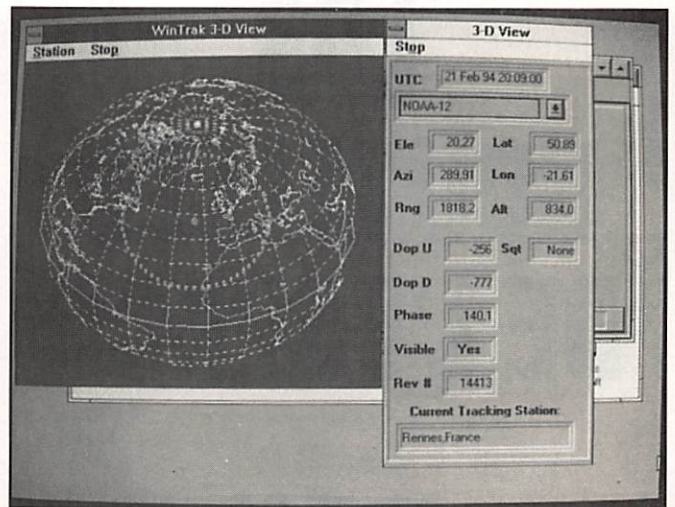 WinTrak 3-D View
Station Stop
3-D View
Stop
UTC 21 Feb 94 20:09:00
NOAA-12
Ele 20,27 Lat 50,89
Azi 289,91 Lon -21,61
Rng 1818,2 Alt 834,0
Dop U -256 Sqt None
Dop D -777
Phase 140,1
Visible Yes
Rev # 14413
Current Tracking Station:
Rennes,France